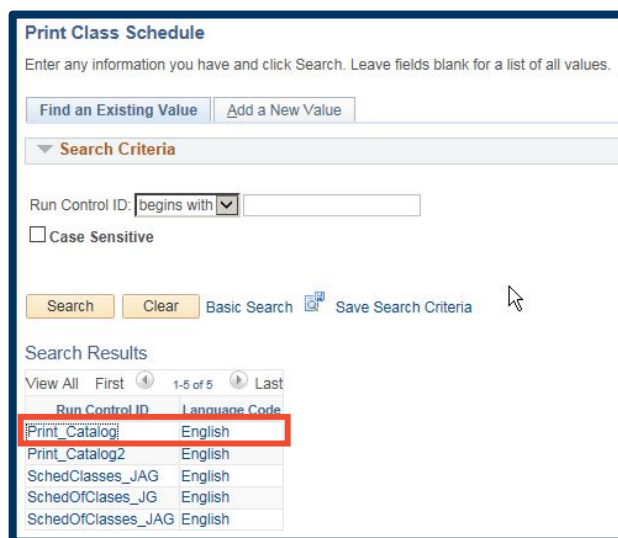 Print Class Schedule
Enter any information you have and click Search. Leave fields blank for a list of all values.
Find an Existing Value Add a New Value
Search Criteria
Run Control ID: begins with
Case Sensitive
Search Clear Basic Search Save Search Criteria
Search Results
View All First 1-5 of 5 Last
Run Control ID Language Code
Print_Catalog English
Print_Catalog2 English
SchedClasses_JAG English
SchedOfClases_JG English
SchedOfClasses_JAG English